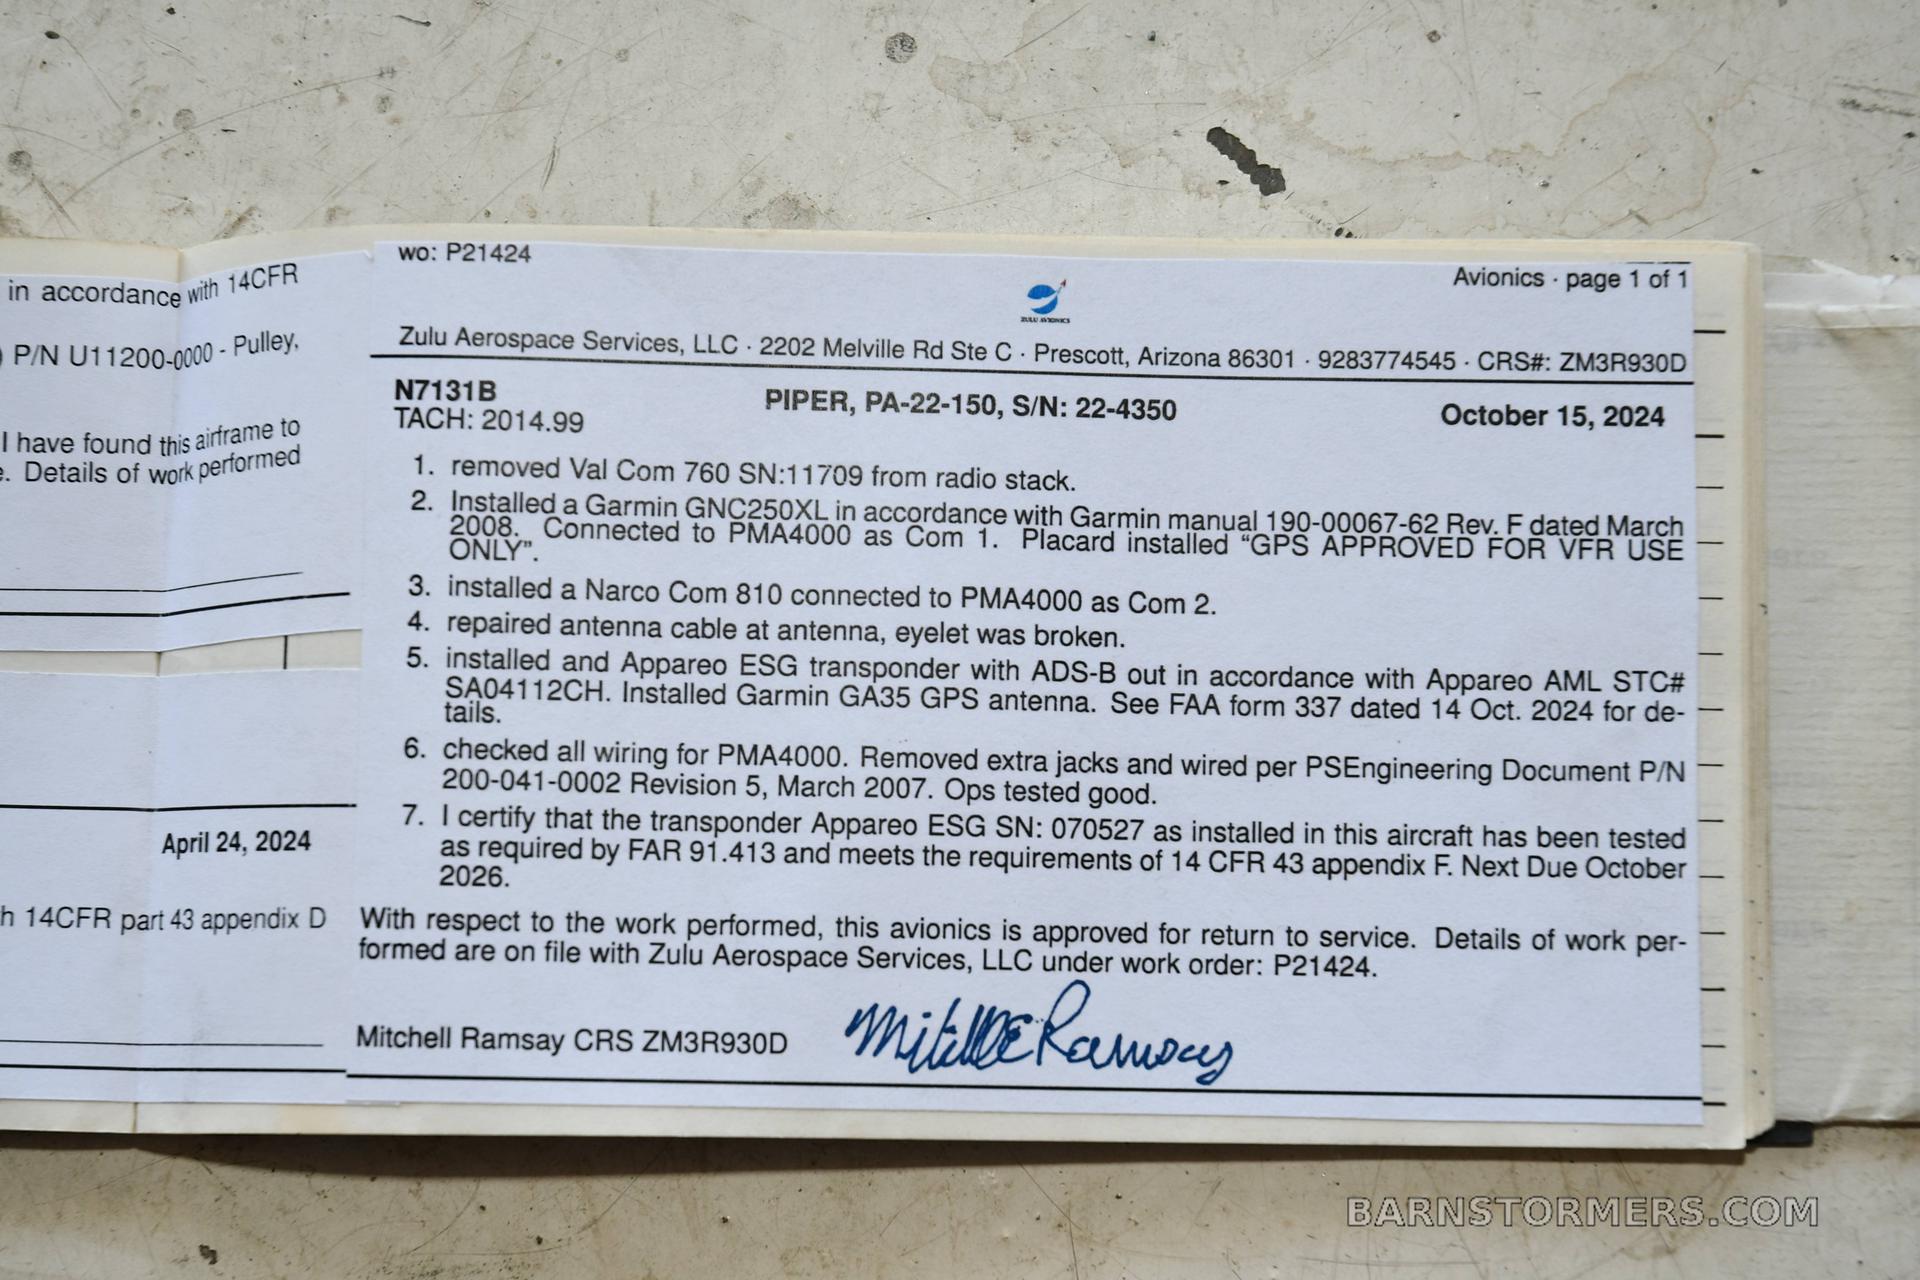 in accordance with 14CFR
) P/N U11200-0000 - Pulley,
I have found this airframe to
e. Details of work performed
April 24, 2024
h 14CFR part 43 appendix D
wo: P21424
Avionics · page 1 of 1
ZULU AVIONICS
Zulu Aerospace Services, LLC · 2202 Melville Rd Ste C · Prescott, Arizona 86301 · 9283774545 · CRS#: ZM3R930D
N7131B
PIPER, PA-22-150, S/N: 22-4350
October 15, 2024
TACH: 2014.99
1. removed Val Com 760 SN:11709 from radio stack.
2. Installed a Garmin GNC250XL in accordance with Garmin manual 190-00067-62 Rev. F dated March
2008. Connected to PMA4000 as Com 1. Placard installed “GPS APPROVED FOR VFR USE
ONLY”.
3. installed a Narco Com 810 connected to PMA4000 as Com 2.
4. repaired antenna cable at antenna, eyelet was broken.
5. installed and Appareo ESG transponder with ADS-B out in accordance with Appareo AML STC#
SA04112CH. Installed Garmin GA35 GPS antenna. See FAA form 337 dated 14 Oct. 2024 for de-
tails.
6. checked all wiring for PMA4000. Removed extra jacks and wired per PSEngineering Document P/N
200-041-0002 Revision 5, March 2007. Ops tested good.
7. I certify that the transponder Appareo ESG SN: 070527 as installed in this aircraft has been tested
as required by FAR 91.413 and meets the requirements of 14 CFR 43 appendix F. Next Due October
2026.
With respect to the work performed, this avionics is approved for return to service. Details of work per-
formed are on file with Zulu Aerospace Services, LLC under work order: P21424.
Mitchell Ramsay CRS ZM3R930D
BARNSTORMERS.COM